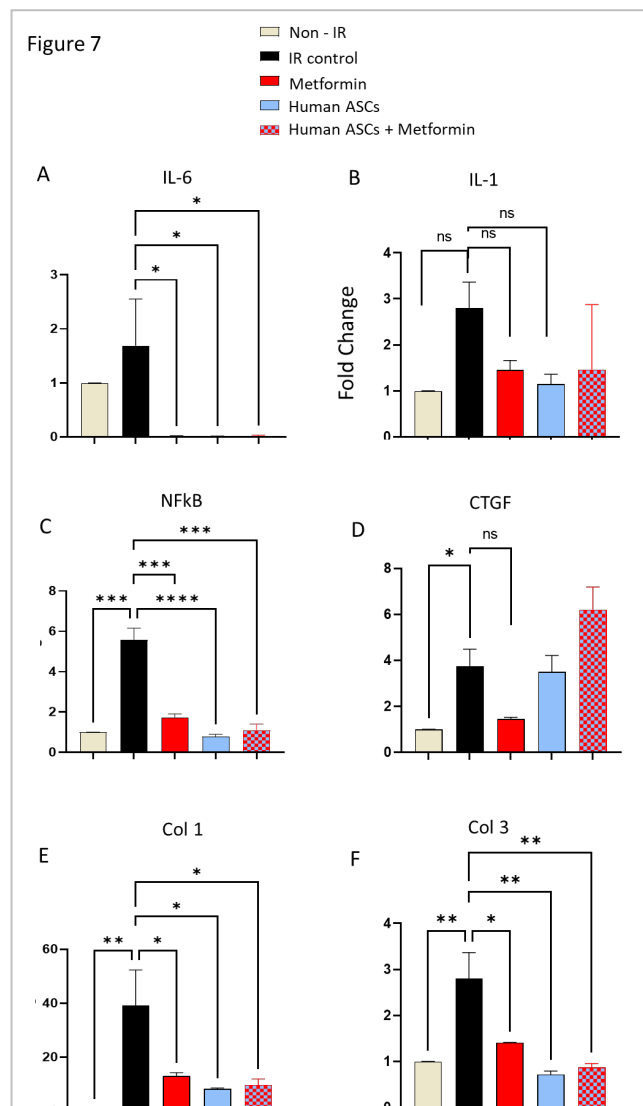 Figure 7
Non - IR
IR control
Metformin
Human ASCs
Human ASCs + Metformin
A
IL-6
*
*
*
3
2
1
0
B
IL-1
ns
ns
ns
Fold Change
4
3
2
1
0
C
NFkB
***
***
*** ****
8
6
4
2
0
D
CTGF
ns
*
8
6
4
2
0
E
Col 1
*
*
** *
60
40
20
F
Col 3
**
**
** *
4
3
2
1
0